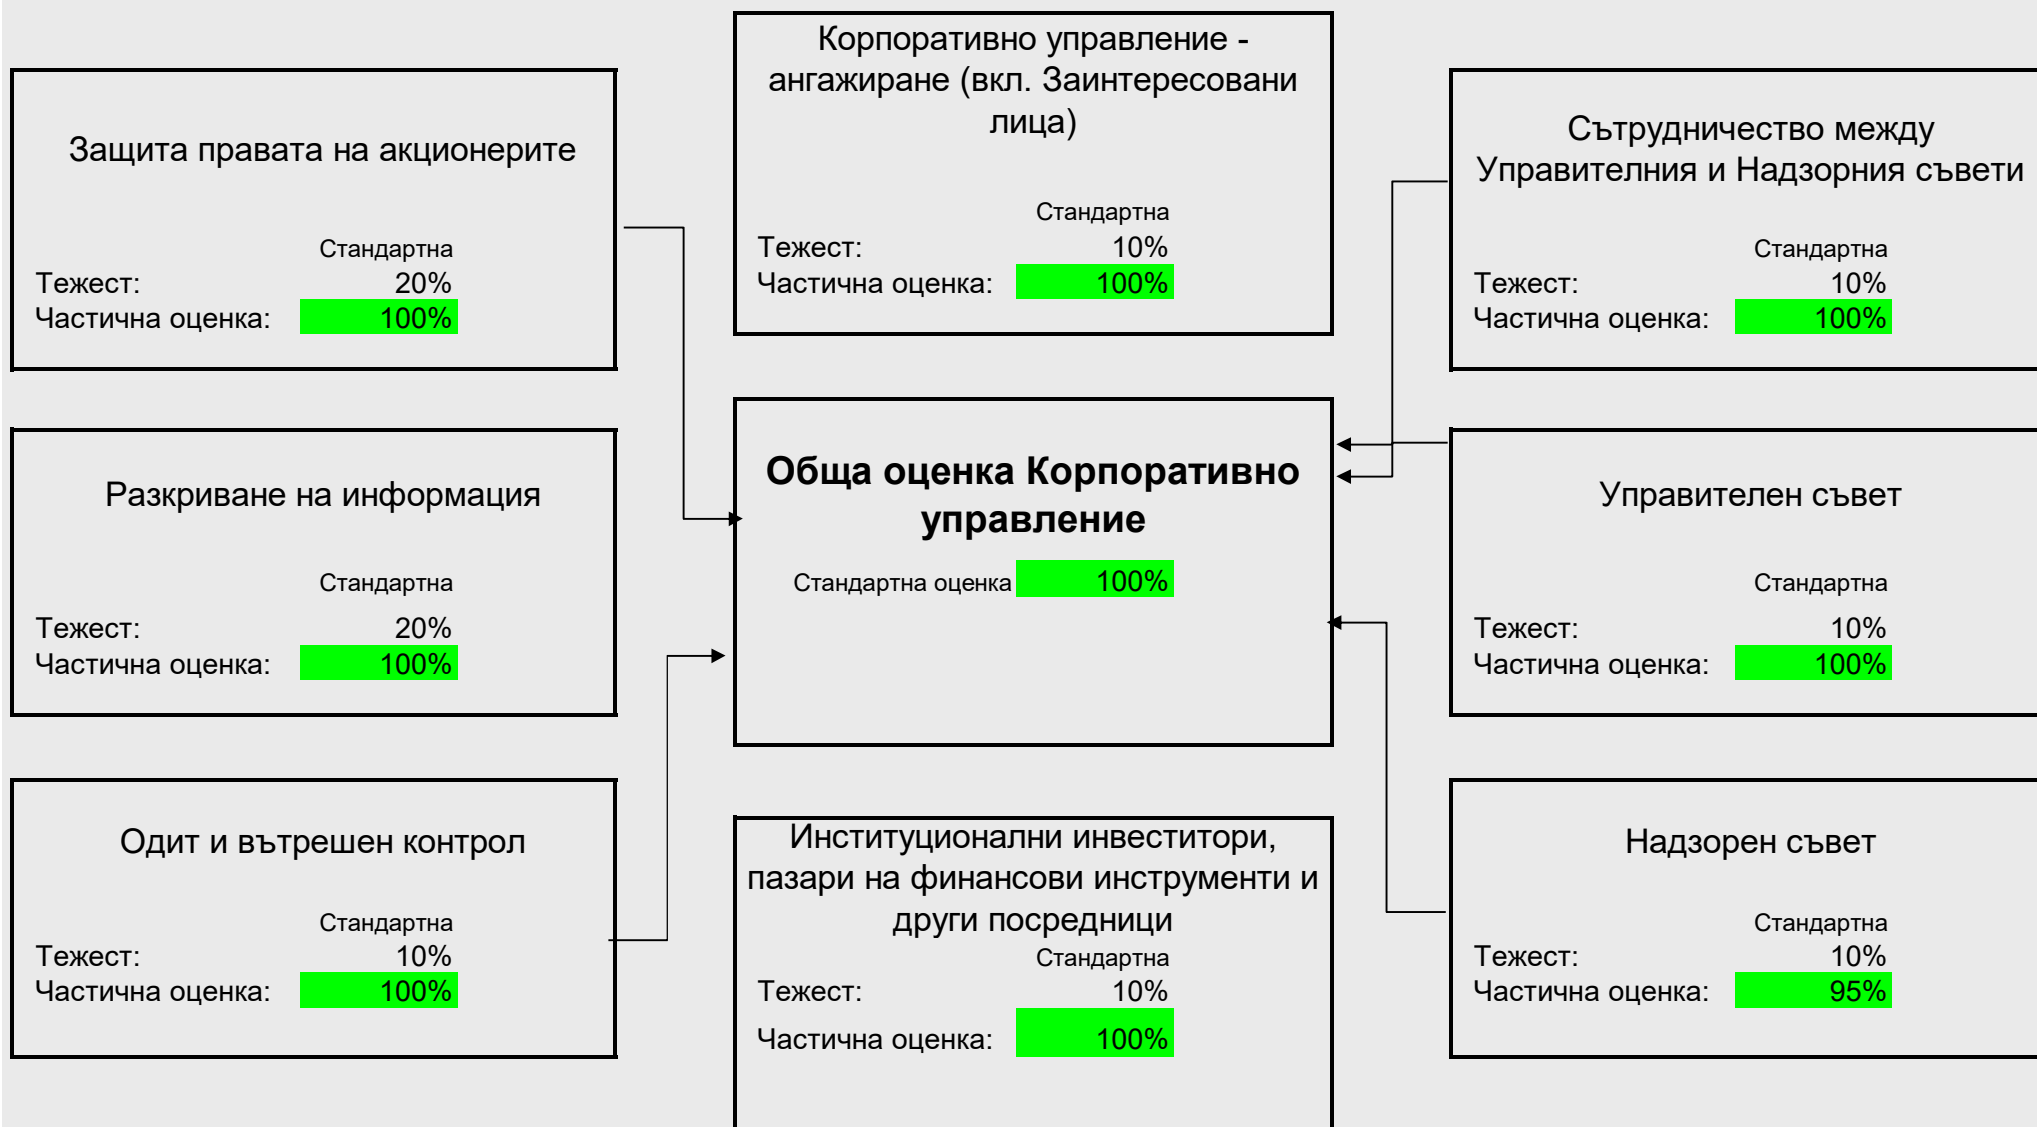 Защита правата на акционерите
Стандартна
Тежест: 20%
Частична оценка: 100%
Корпоративно управление -
ангажиране (вкл. Заинтересовани
лица)
Стандартна
Тежест: 10%
Частична оценка: 100%
Сътрудничество между
Управителния и Надзорния съвети
Стандартна
Тежест: 10%
Частична оценка: 100%
Разкриване на информация
Стандартна
Тежест: 20%
Частична оценка: 100%
Обща оценка Корпоративно
управление
Стандартна оценка 100%
Управителен съвет
Стандартна
Тежест: 10%
Частична оценка: 100%
Одит и вътрешен контрол
Стандартна
Тежест: 10%
Частична оценка: 100%
Институционални инвеститори,
пазари на финансови инструменти и
други посредници
Стандартна
Тежест: 10%
Частична оценка: 100%
Надзорен съвет
Стандартна
Тежест: 10%
Частична оценка: 95%